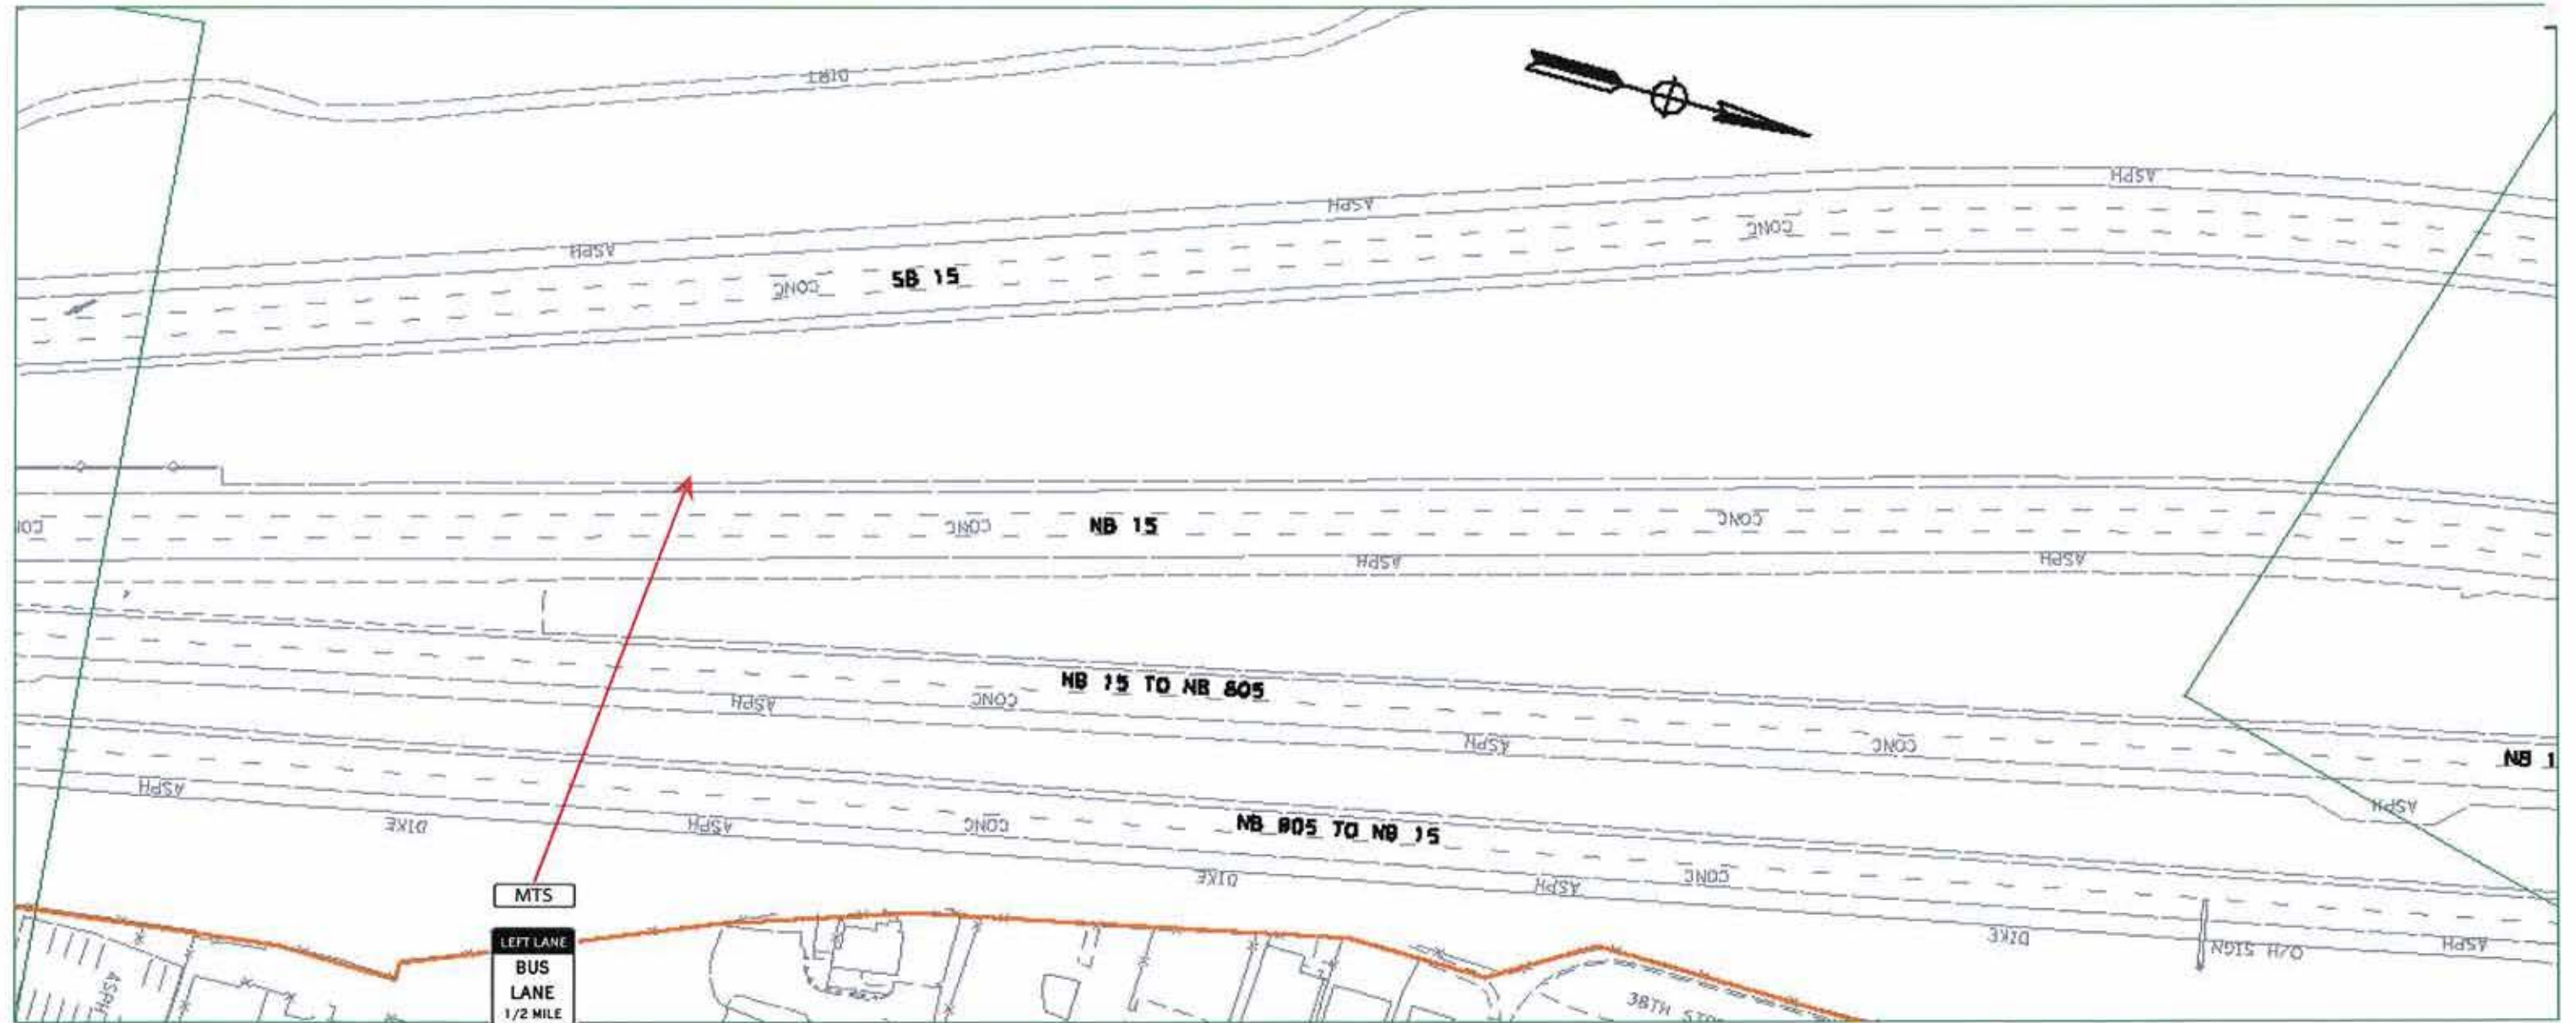 DIRT
ASPH
ASPH
CONC
ASPH
CONC
SB 15
CONC
CONC
NB 15
CONC
ASPH
ASPH
NB 15 TO NB 805
CONC
ASPH
ASPH
CONC
NB 1
ASPH
ASPH
DIKE
ASPH
CONC
NB 805 TO NB 15
DIKE
ASPH
CONC
DIKE
O/H SIGN
ASPH
MTS
LEFT LANE
BUS
LANE
1/2 MILE
ASPH
38TH